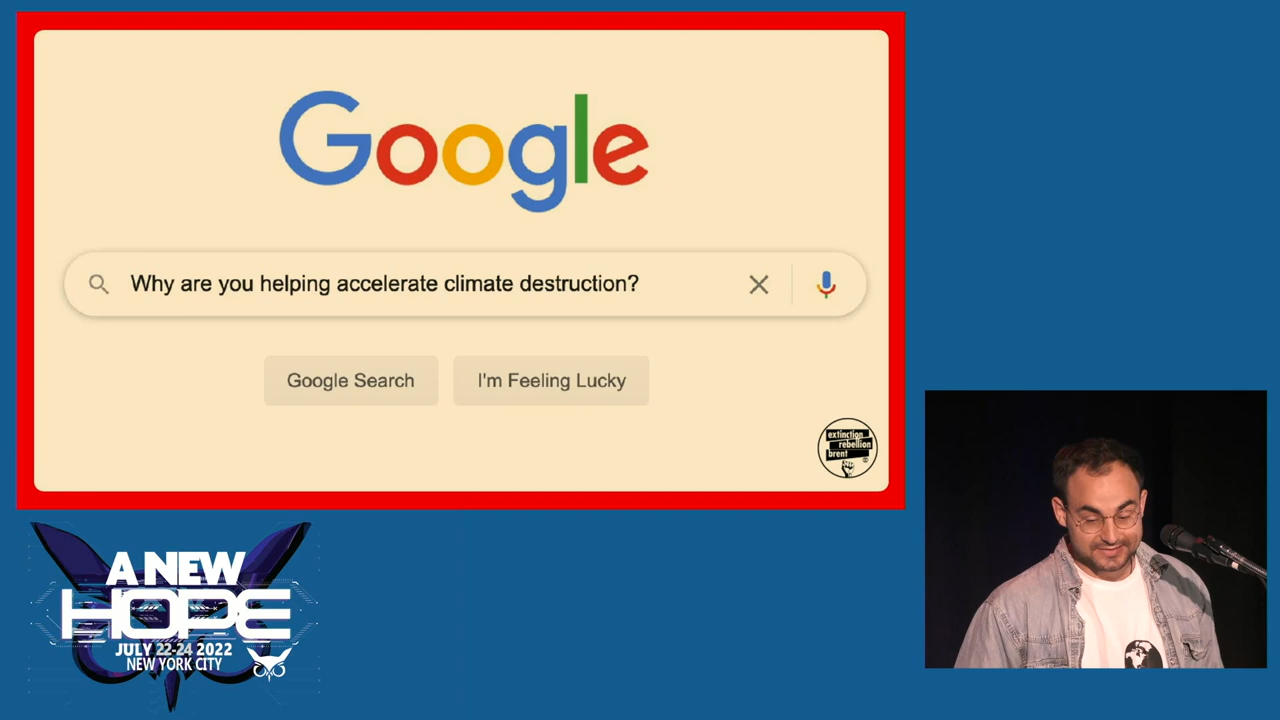 Google
Why are you helping accelerate climate destruction?
Google Search
I'm Feeling Lucky
extinction
rebellion
brent
A NEW
HOPE
JULY 22-24 2022
NEW YORK CITY